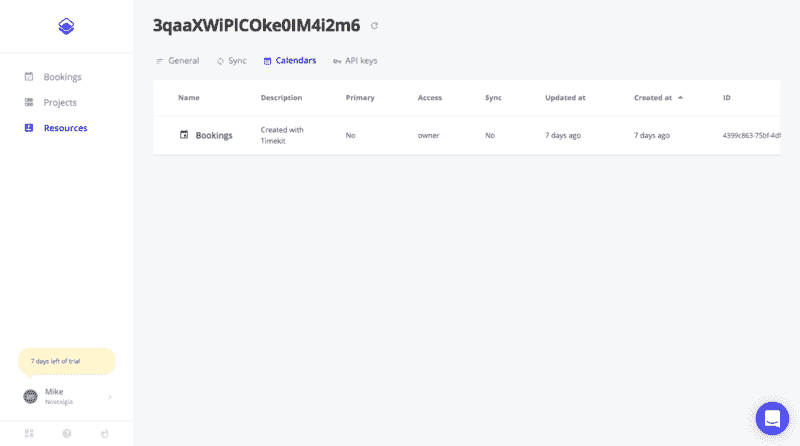 3qaaXWiPlCOke0IM4i2m6
General Sync Calendars API keys
Bookings
Projects
Resources
Name Description Primary Access Sync Updated at Created at ID
Bookings Created with Timekit No owner No 7 days ago 7 days ago 4399c863-75bf-4df
7 days left of trial
Mike
Nostalgia